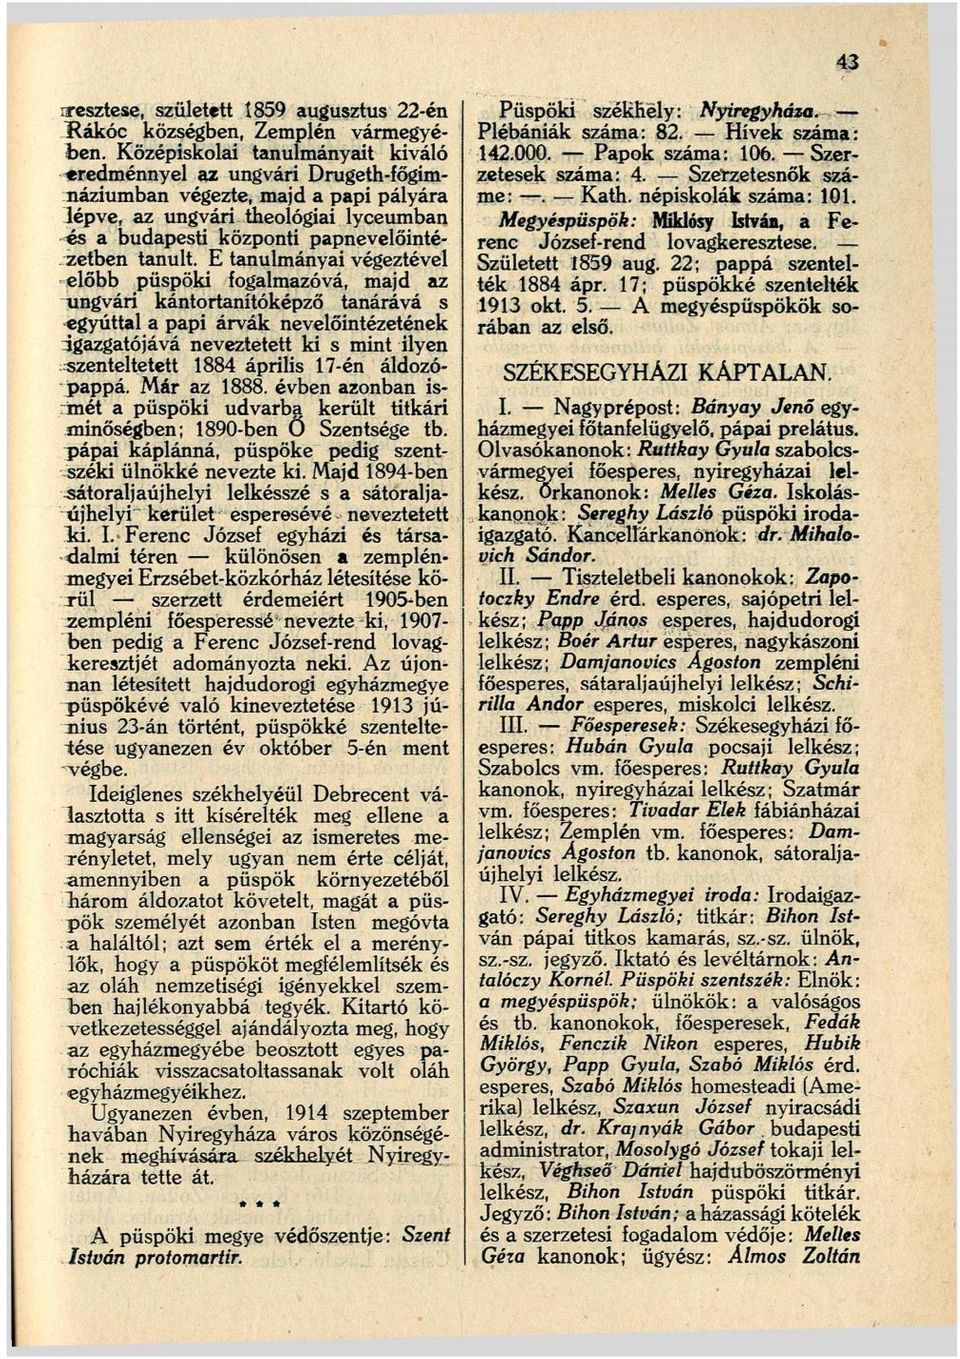 43
resztese, született 1859 augusztus 22-én
Rákóc községben, Zemplén vármegyé-
ben. Középiskolai tanulmányait kiváló
eredménnyel az ungvári Drugeth-főgim-
náziumban végezte, majd a papi pályára
lépve, az ungvári theológiai lyceumban
és a budapesti központi papnevelőinté-
zetben tanult. E tanulmányai végeztével
előbb püspöki fogalmazóvá, majd az
ungvári kántortanítóképző tanárává s
egyúttal a papi árvák nevelőintézetének
igazgatójává neveztetett ki s mint ilyen
szenteltetett 1884 április 17-én áldozó-
pappá. Már az 1888. évben azonban is-
mét a püspöki udvarba került titkári
minőségben; 1890-ben Ő Szentsége tb.
pápai káplánná, püspöke pedig szent-
széki ülnökké nevezte ki. Majd 1894-ben
sátoraljaújhelyi lelkésszé s a sátóralja-
újhelyi kerület esperesévé neveztetett
ki. I. Ferenc József egyházi és társa-
dalmi téren — különösen a zemplén-
megyei Erzsébet-közkórház létesítése kö-
rül — szerzett érdemeiért 1905-ben
zempléni főesperessé nevezte ki, 1907-
ben pedig a Ferenc József-rend lovag-
keresztjét adományozta neki. Az újon-
nan létesített hajdudorogi egyházmegye
püspökévé való kineveztetése 1913 jú-
nius 23-án történt, püspökké szentelte-
tése ugyanezen év október 5-én ment
végbe.
Ideiglenes székhelyéül Debrecent vá-
lasztotta s itt kísérelték meg ellene a
magyarság ellenségei az ismeretes me-
rényletet, mely ugyan nem érte célját,
amennyiben a püspök környezetéből
három áldozatot követelt, magát a püs-
pök személyét azonban Isten megóvta
a haláltól; azt sem érték el a merény-
lők, hogy a püspököt megfélemlítsék és
az oláh nemzetiségi igényekkel szem-
ben hajlékonyabbá tegyék. Kitartó kö-
vetkezetességgel ajándályozta meg, hogy
az egyházmegyébe beosztott egyes pa-
róchiák visszacsatoltassanak volt oláh
egyházmegyéikhez.
Ugyanezen évben, 1914 szeptember
havában Nyiregyháza város közönségé-
nek meghívására székhelyét Nyiregy-
házára tette át.
* * *
A püspöki megye védőszentje: Szent
István protomartir.
Püspöki székhely: Nyiregyháza. —
Plébániák száma: 82. — Hívek száma:
142.000. — Papok száma: 106. — Szer-
zetesek száma: 4. — Szerzetesnők szá-
me: —. — Kath. népiskolák száma: 101.
Megyéspüspök: Miklósy István, a Fe-
renc József-rend lovagkeresztese. —
Született 1859 aug. 22; pappá szentel-
ték 1884 ápr. 17; püspökké szentelték
1913 okt. 5. — A megyéspüspökök so-
rában az első.
SZÉKESEGYHÁZI KÁPTALAN.
I. — Nagyprépost: Bányay Jenő egy-
házmegyei főtanfelügyelő, pápai prelátus.
Olvasókanonok: Ruttkay Gyula szabolcs-
vármegyei főesperes, nyiregyházai lel-
kész. Őrkanonok: Melles Géza. Iskolás-
kanonok: Sereghy László püspöki iroda-
igazgató. Kancellárkanonok: dr. Mihalo-
vich Sándor.
II. — Tiszteletbeli kanonokok: Zapo-
toczky Endre érd. esperes, sajópetri lel-
kész; Papp János esperes, hajdudorogi
lelkész; Boér Artur esperes, nagykászoni
lelkész; Damjanovics Ágoston zempléni
főesperes, sátaraljaújhelyi lelkész; Schi-
rilla Andor esperes, miskolci lelkész.
III. — Főesperesek: Székesegyházi fő-
esperes: Hubán Gyula pocsaji lelkész;
Szabolcs vm. főesperes: Ruttkay Gyula
kanonok, nyiregyházai lelkész; Szatmár
vm. főesperes: Tivadar Elek fábiánházai
lelkész; Zemplén vm. főesperes: Dam-
janovics Ágoston tb. kanonok, sátoralja-
újhelyi lelkész.
IV. — Egyházmegyei iroda: Irodaigaz-
gató: Sereghy László; titkár: Bihon Ist-
ván pápai titkos kamarás, sz.-sz. ülnök,
sz.-sz. jegyző. Iktató és levéltárnok: An-
talóczy Kornél. Püspöki szentszék: Elnök:
a megyéspüspök; ülnökök: a valóságos
és tb. kanonokok, főesperesek, Fedák
Miklós, Fenczik Nikon esperes, Hubik
György, Papp Gyula, Szabó Miklós érd.
esperes, Szabó Miklós homesteadi (Ame-
rika) lelkész, Szaxun József nyiracsádi
lelkész, dr. Krajnyák Gábor budapesti
administrator, Mosolygó József tokaji lel-
kész, Véghseő Dániel hajduböszörményi
lelkész, Bihon István püspöki titkár.
Jegyző: Bihon István; a házassági kötelék
és a szerzetesi fogadalom védője: Melles
Géza kanonok; ügyész: Álmos Zoltán